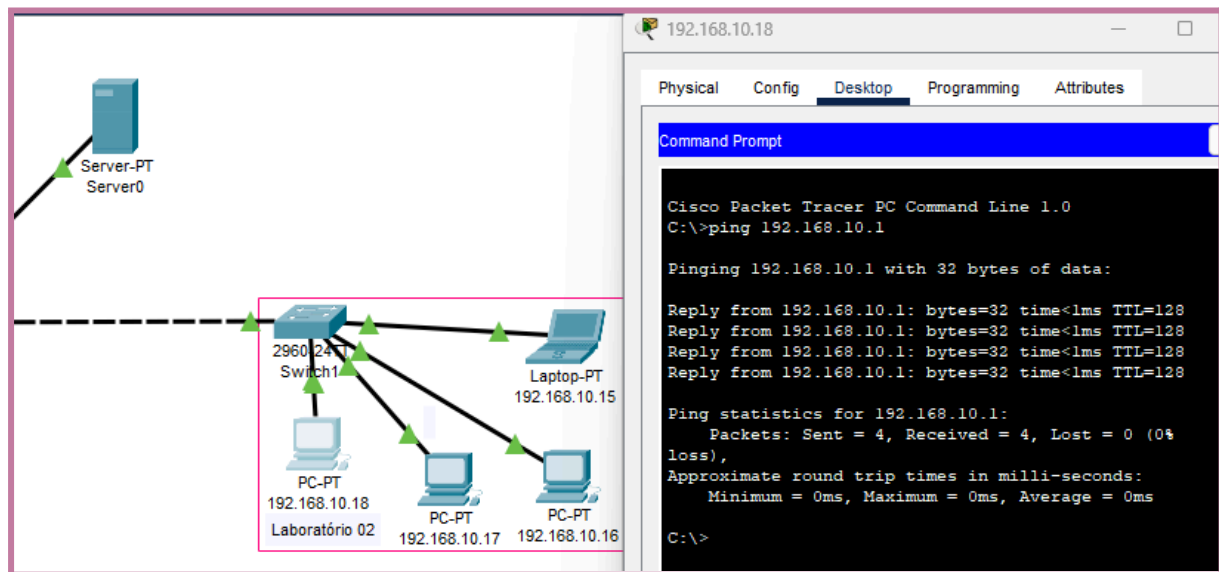 Server-PT
Server0
2960-24TT
Switch1
Laptop-PT
192.168.10.15
PC-PT
192.168.10.18
Laboratório 02
PC-PT
192.168.10.17
PC-PT
192.168.10.16
192.168.10.18
Physical Config Desktop Programming Attributes
Command Prompt
Cisco Packet Tracer PC Command Line 1.0
C:\>ping 192.168.10.1
Pinging 192.168.10.1 with 32 bytes of data:
Reply from 192.168.10.1: bytes=32 time<1ms TTL=128
Reply from 192.168.10.1: bytes=32 time<1ms TTL=128
Reply from 192.168.10.1: bytes=32 time<1ms TTL=128
Reply from 192.168.10.1: bytes=32 time<1ms TTL=128
Ping statistics for 192.168.10.1:
Packets: Sent = 4, Received = 4, Lost = 0 (0%
loss),
Approximate round trip times in milli-seconds:
Minimum = 0ms, Maximum = 0ms, Average = 0ms
C:\>